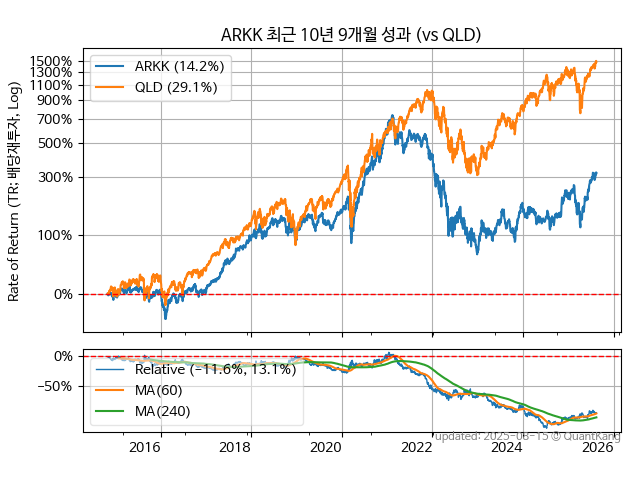 ARKK 최근 10년 9개월 성과 (vs QLD)
Rate of Return (TR; 배당재투자, Log)
1500%
1300%
1100%
900%
700%
500%
300%
100%
0%
ARKK (14.2%)
QLD (29.1%)
0%
−50%
Relative (−11.6%, 13.1%)
MA(60)
MA(240)
updated: 2025-08-15 © QuantKang
2016
2018
2020
2022
2024
2026